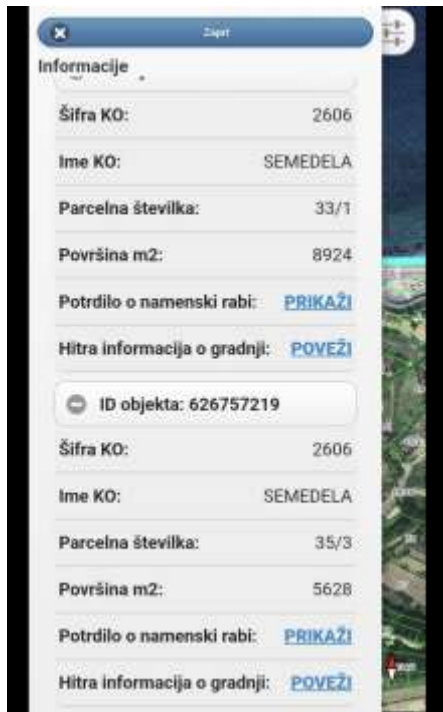 Informacije
Šifra KO: 2606
Ime KO: SEMEDELA
Parcelna številka: 33/1
Površina m2: 8924
Potrdilo o namenski rabi: PRIKAŽI
Hitra informacija o gradnji: POVEŽI
ID objekta: 626757219
Šifra KO: 2606
Ime KO: SEMEDELA
Parcelna številka: 35/3
Površina m2: 5628
Potrdilo o namenski rabi: PRIKAŽI
Hitra informacija o gradnji: POVEŽI